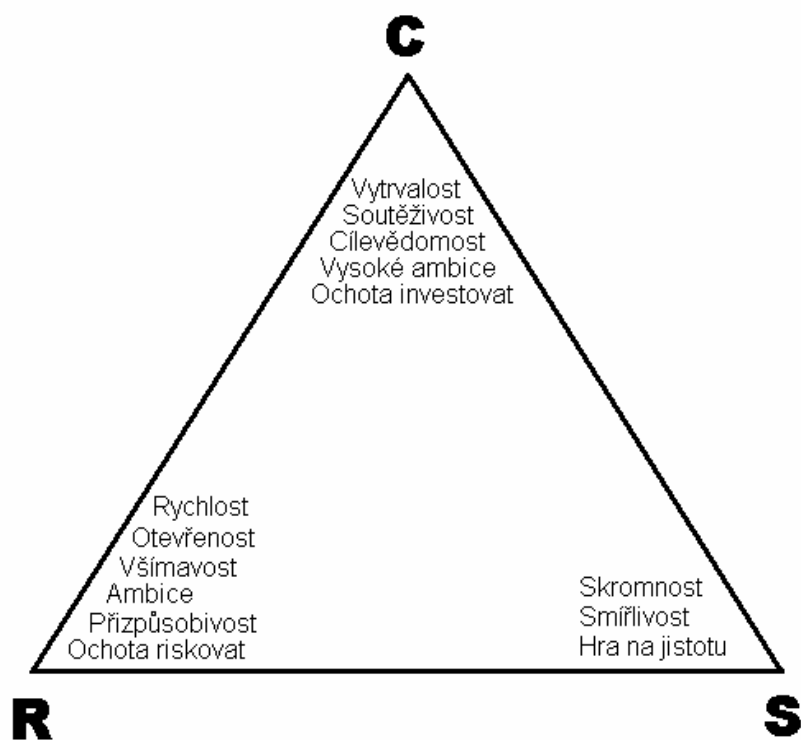 C
Vytrvalost
Soutěživost
Cílevědomost
Vysoké ambice
Ochota investovat
Rychlost
Otevřenost
Všímavost
Ambice
Přizpůsobivost
Ochota riskovat
Skromnost
Smířlivost
Hra na jistotu
R
S